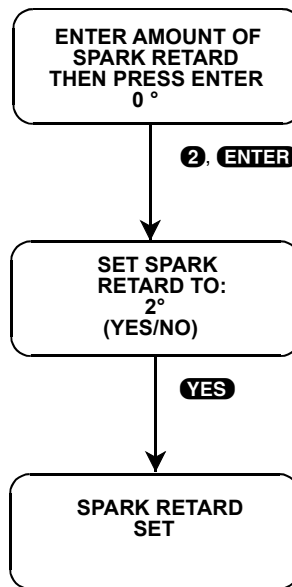 ENTER AMOUNT OF
SPARK RETARD
THEN PRESS ENTER
0 °
2, ENTER
SET SPARK
RETARD TO:
2°
(YES/NO)
YES
SPARK RETARD
SET